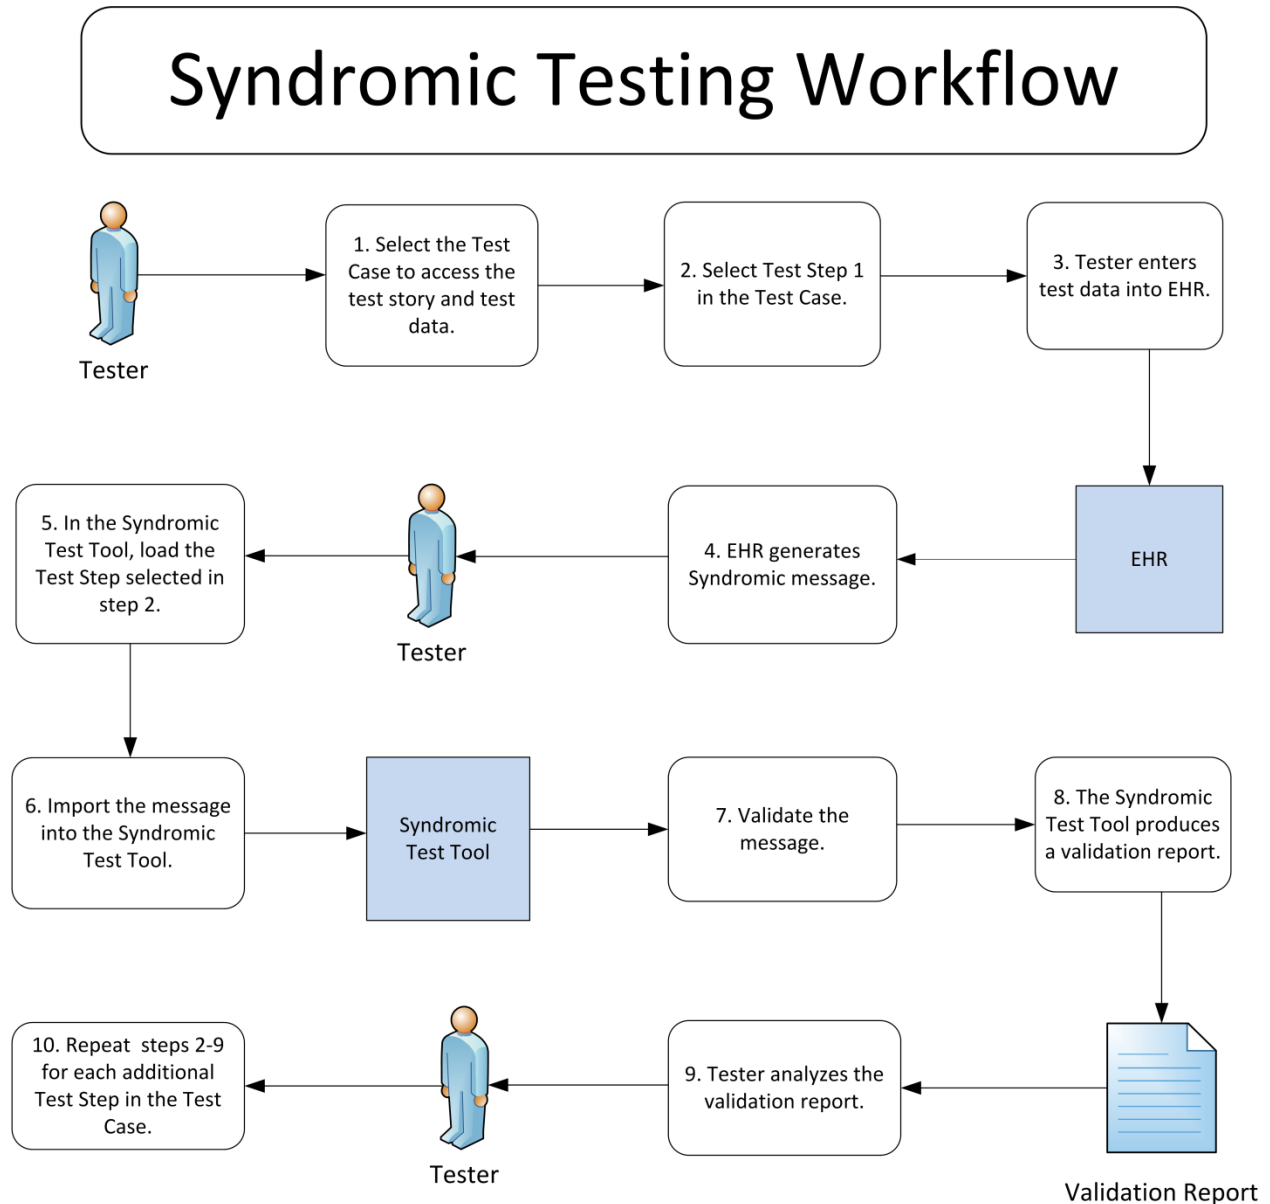 Syndromic Testing Workflow
1. Select the Test
Case to access the
test story and test
data.
2. Select Test Step 1
in the Test Case.
3. Tester enters
test data into EHR.
Tester
EHR
4. EHR generates
Syndromic message.
Tester
5. In the Syndromic
Test Tool, load the
Test Step selected in
step 2.
6. Import the message
into the Syndromic
Test Tool.
Syndromic
Test Tool
7. Validate the
message.
8. The Syndromic
Test Tool produces
a validation report.
Validation Report
9. Tester analyzes the
validation report.
Tester
10. Repeat  steps 2-9
for each additional
Test Step in the Test
Case.